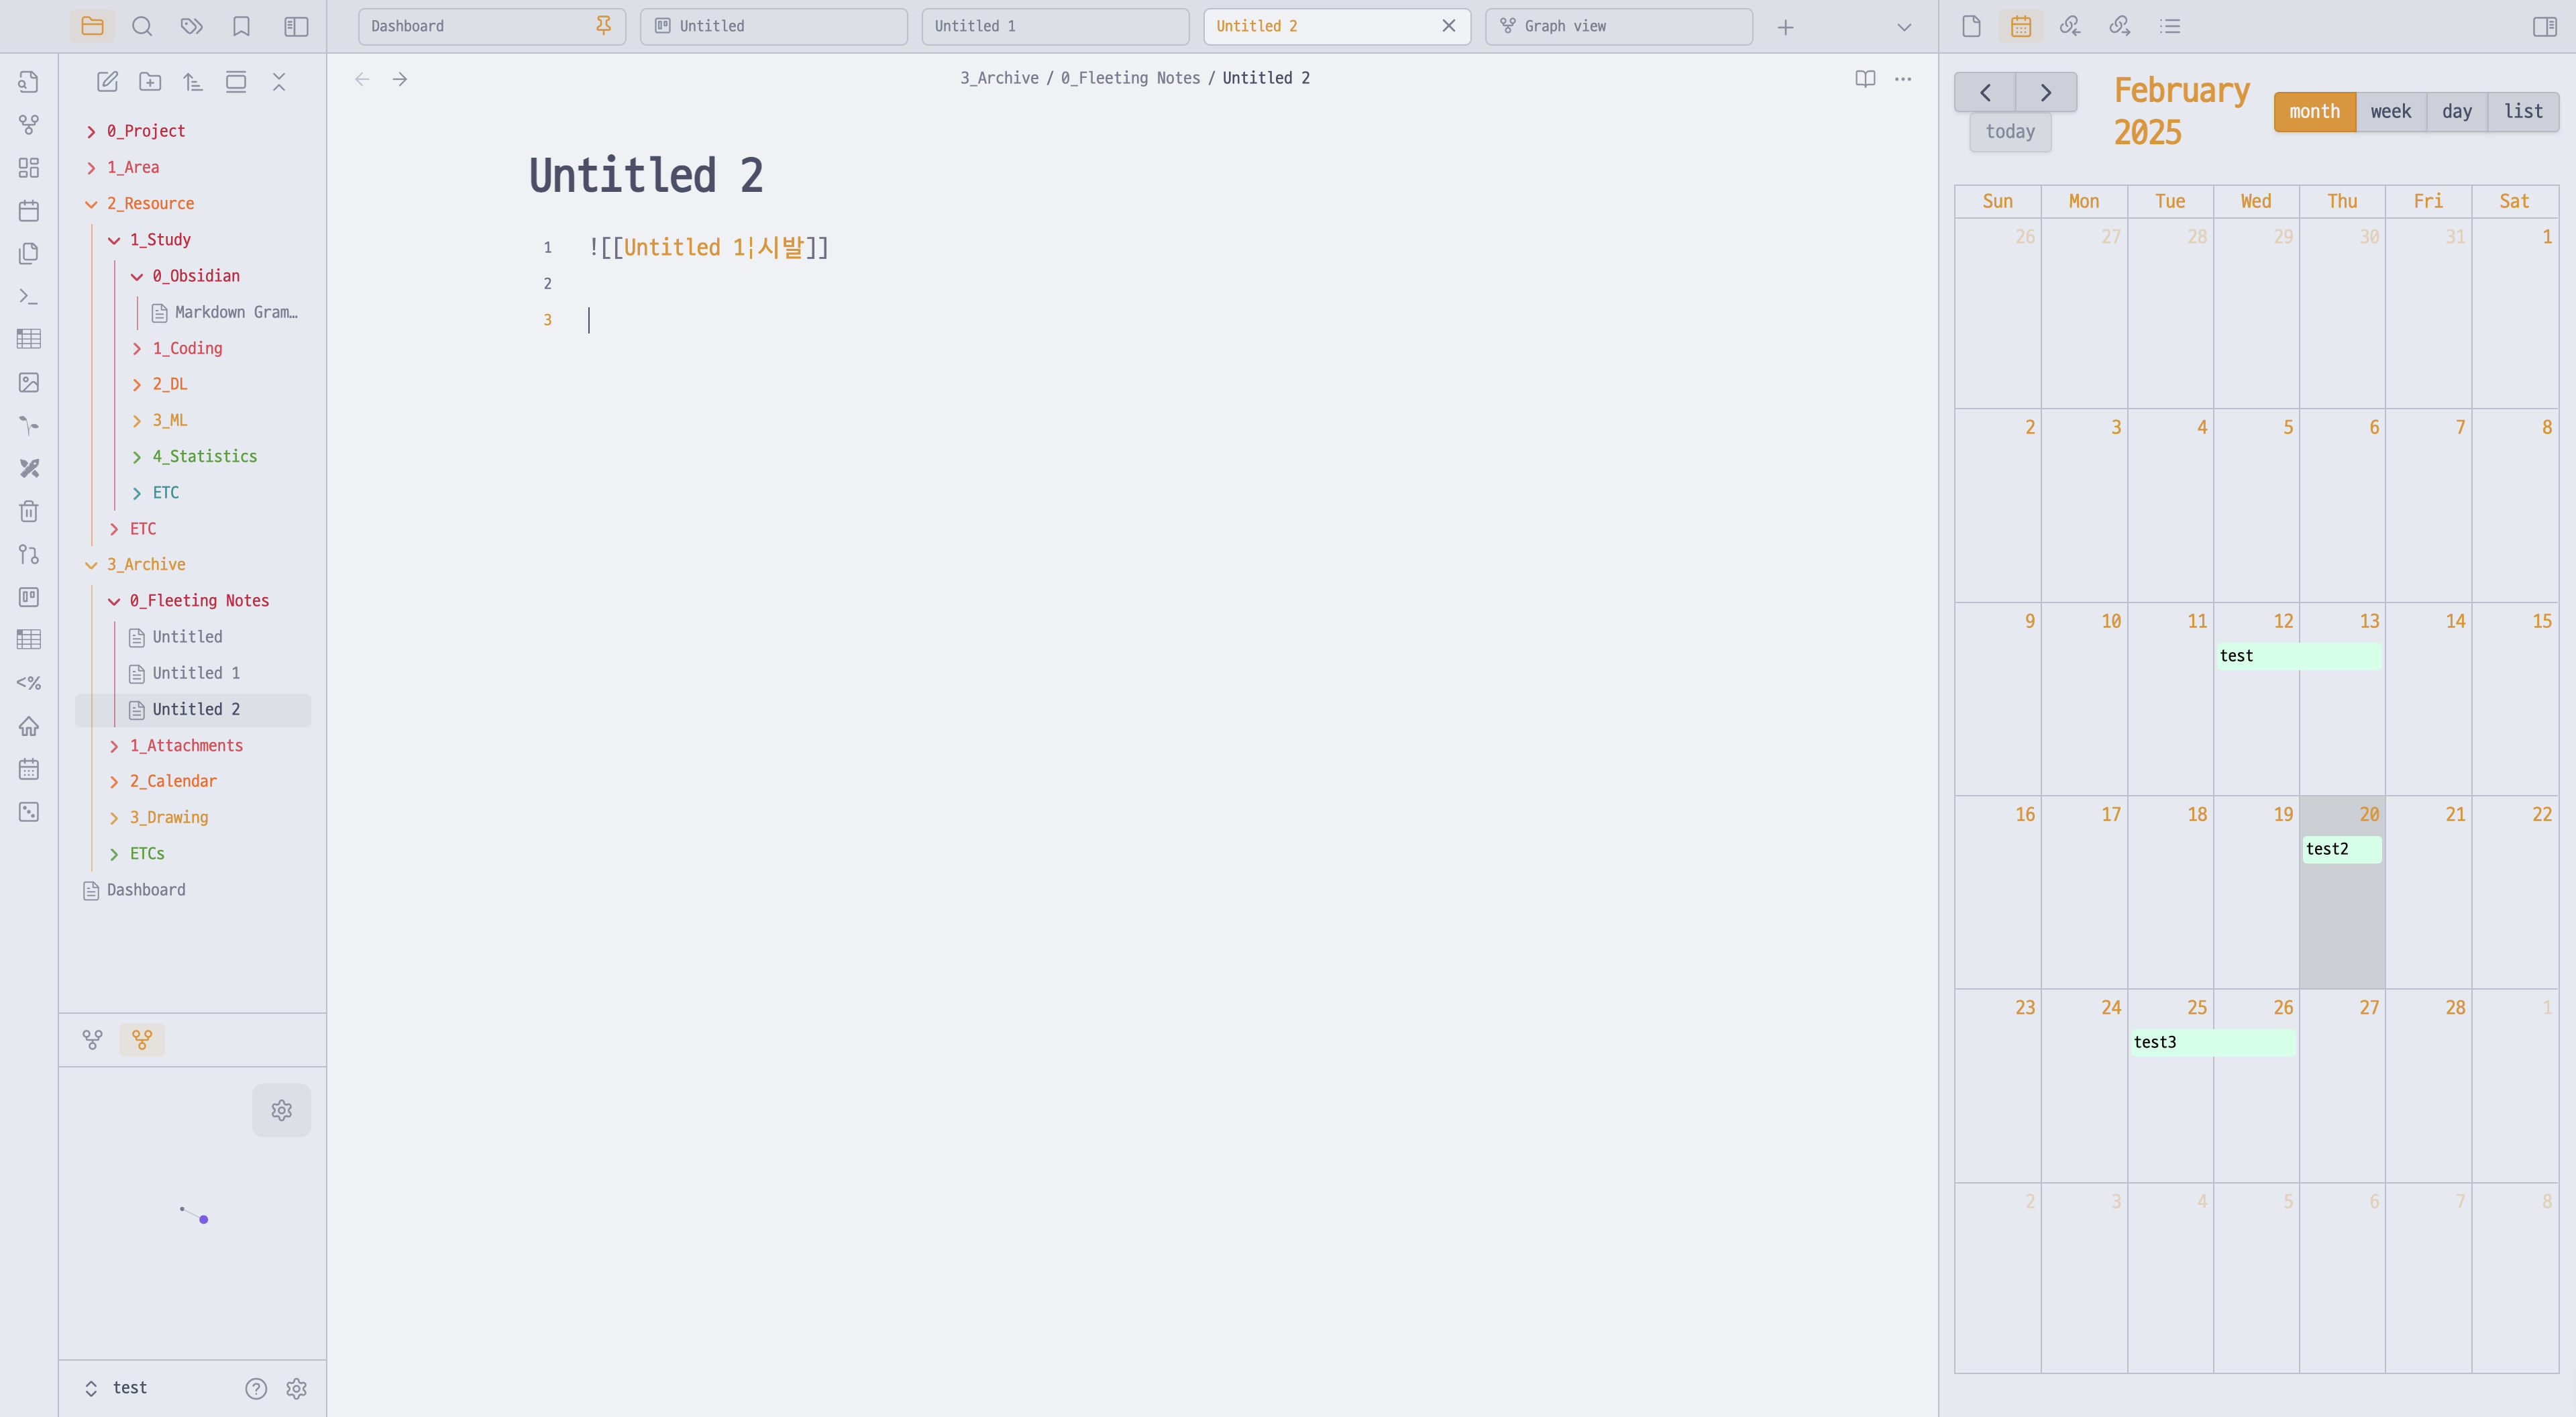 Dashboard
Untitled
Untitled 1
Untitled 2
Graph view
3_Archive / 0_Fleeting Notes / Untitled 2
0_Project
1_Area
2_Resource
1_Study
0_Obsidian
Markdown Gram…
1_Coding
2_DL
3_ML
4_Statistics
ETC
ETC
3_Archive
0_Fleeting Notes
Untitled
Untitled 1
Untitled 2
1_Attachments
2_Calendar
3_Drawing
ETCs
Dashboard
test
<%
Untitled 2
1 ![[Untitled 1¦시발]]
2
3
today
February
2025
month week day list
Sun Mon Tue Wed Thu Fri Sat
26 27 28 29 30 31 1
2 3 4 5 6 7 8
9 10 11 12 13 14 15
test
16 17 18 19 20 21 22
test2
23 24 25 26 27 28 1
test3
2 3 4 5 6 7 8